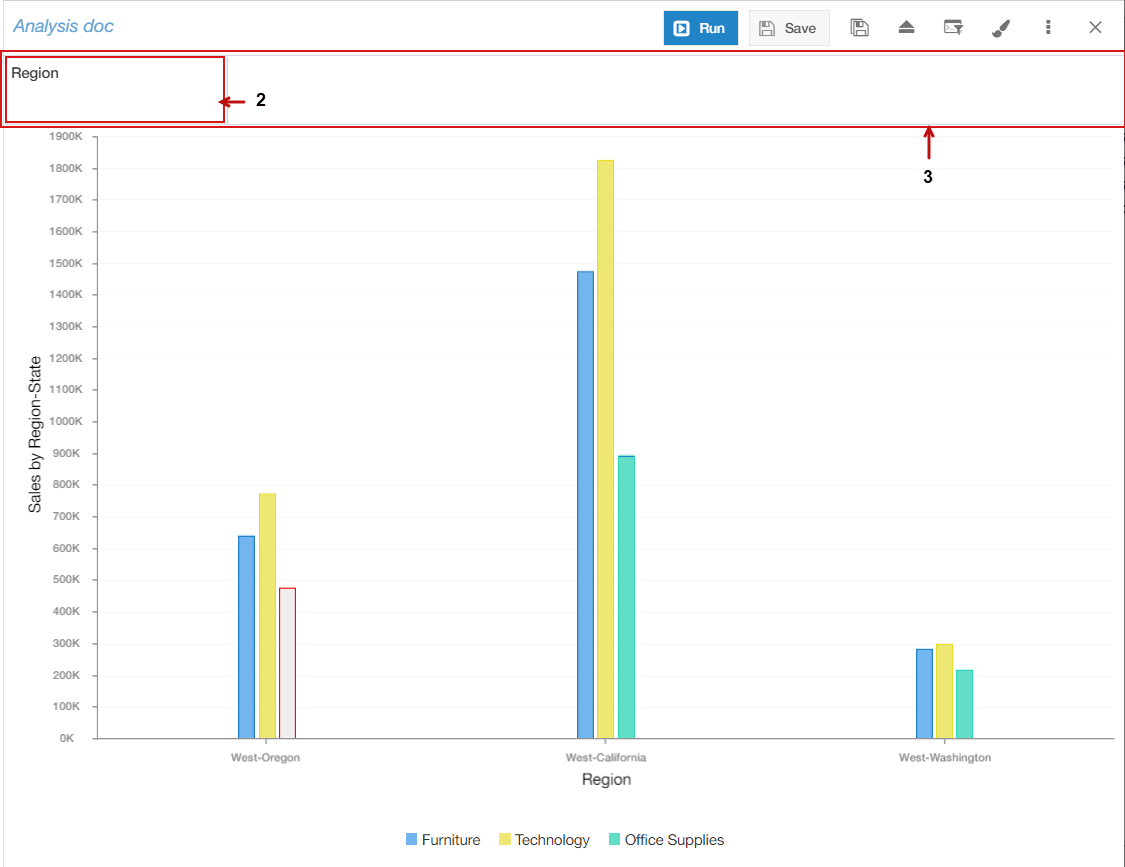 Analysis doc
Run
Save
Region
2
3
1900K
1800K
1700K
1600K
1500K
1400K
1300K
1200K
1100K
1000K
900K
800K
700K
600K
500K
400K
300K
200K
100K
0K
Sales by Region-State
West-Oregon
West-California
West-Washington
Region
Furniture
Technology
Office Supplies